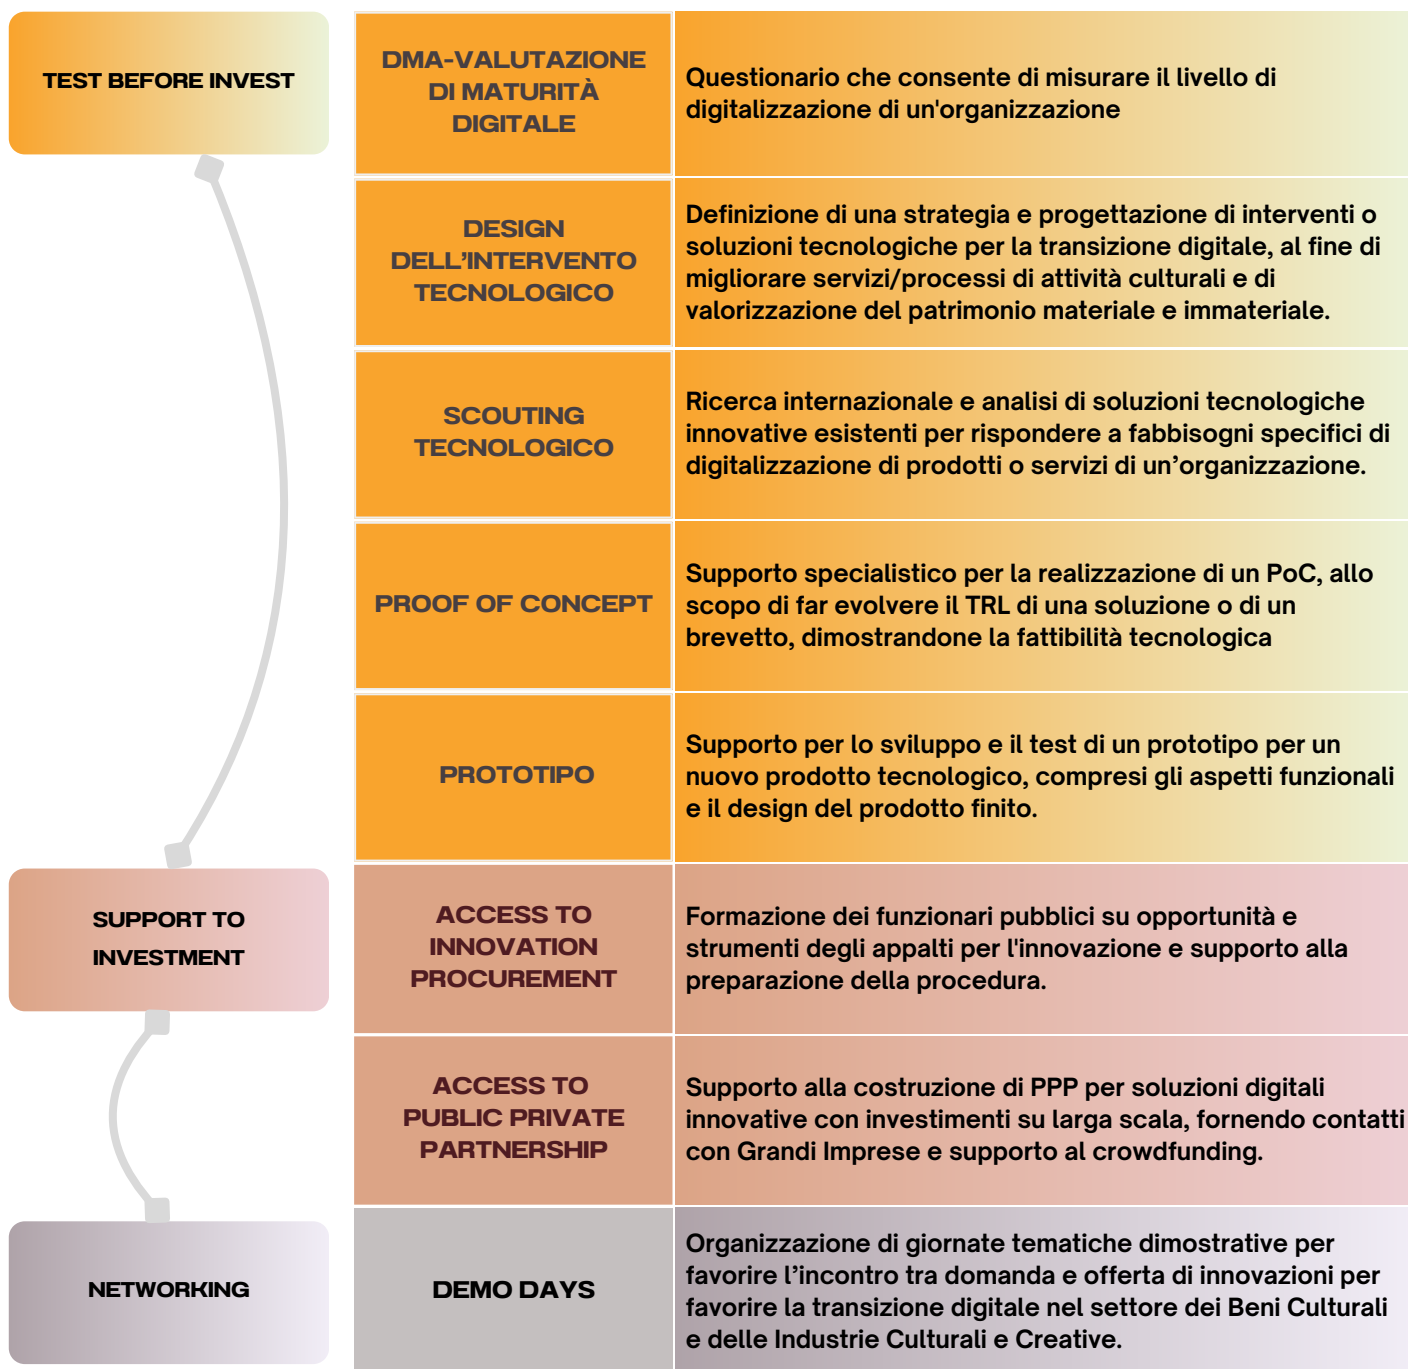 TEST BEFORE INVEST
DMA-VALUTAZIONE
DI MATURITÀ
DIGITALE
Questionario che consente di misurare il livello di
digitalizzazione di un'organizzazione
DESIGN
DELL’INTERVENTO
TECNOLOGICO
Definizione di una strategia e progettazione di interventi o
soluzioni tecnologiche per la transizione digitale, al fine di
migliorare servizi/processi di attività culturali e di
valorizzazione del patrimonio materiale e immateriale.
SCOUTING
TECNOLOGICO
Ricerca internazionale e analisi di soluzioni tecnologiche
innovative esistenti per rispondere a fabbisogni specifici di
digitalizzazione di prodotti o servizi di un’organizzazione.
PROOF OF CONCEPT
Supporto specialistico per la realizzazione di un PoC, allo
scopo di far evolvere il TRL di una soluzione o di un
brevetto, dimostrandone la fattibilità tecnologica
PROTOTIPO
Supporto per lo sviluppo e il test di un prototipo per un
nuovo prodotto tecnologico, compresi gli aspetti funzionali
e il design del prodotto finito.
SUPPORT TO
INVESTMENT
ACCESS TO
INNOVATION
PROCUREMENT
Formazione dei funzionari pubblici su opportunità e
strumenti degli appalti per l'innovazione e supporto alla
preparazione della procedura.
ACCESS TO
PUBLIC PRIVATE
PARTNERSHIP
Supporto alla costruzione di PPP per soluzioni digitali
innovative con investimenti su larga scala, fornendo contatti
con Grandi Imprese e supporto al crowdfunding.
NETWORKING
DEMO DAYS
Organizzazione di giornate tematiche dimostrative per
favorire l’incontro tra domanda e offerta di innovazioni per
favorire la transizione digitale nel settore dei Beni Culturali
e delle Industrie Culturali e Creative.